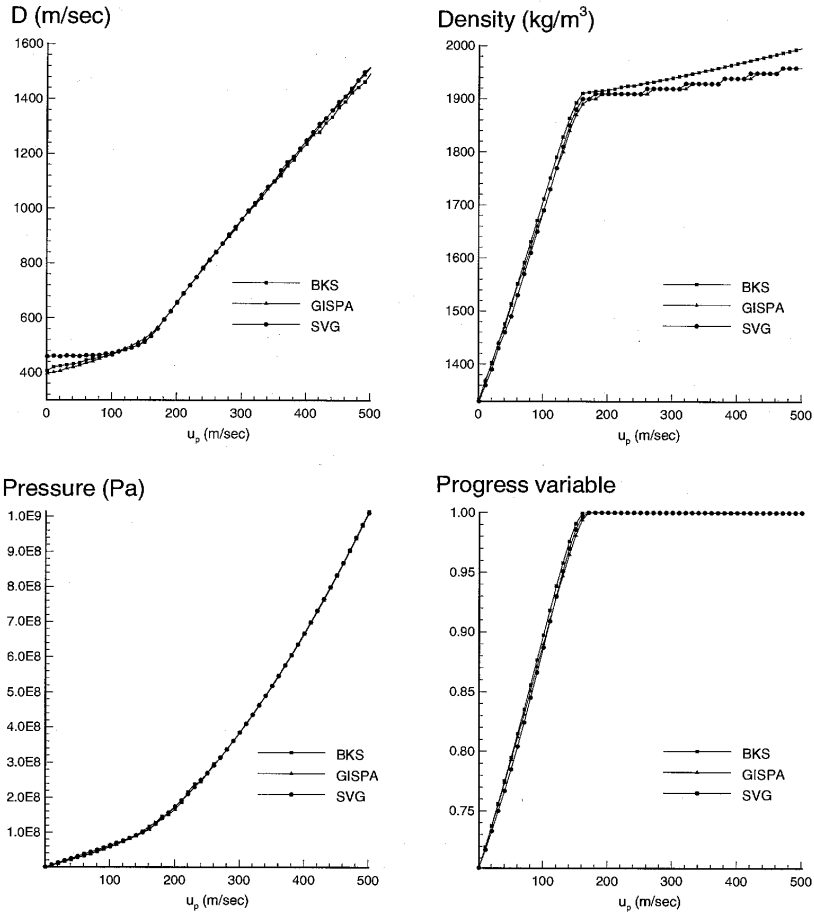 D (m/sec)
1600
1400
1200
1000
800
600
400
BKS
GISPA
SVG
0
100
200
300
400
500
u_p (m/sec)
Density (kg/m³)
2000
1900
1800
1700
1600
1500
1400
BKS
GISPA
SVG
0
100
200
300
400
500
u_p (m/sec)
Pressure (Pa)
1.0E9
9.0E8
8.0E8
7.0E8
6.0E8
5.0E8
4.0E8
3.0E8
2.0E8
1.0E8
BKS
GISPA
SVG
0
100
200
300
400
500
u_p (m/sec)
Progress variable
1.00
0.95
0.90
0.85
0.80
0.75
BKS
GISPA
SVG
0
100
200
300
400
500
u_p (m/sec)